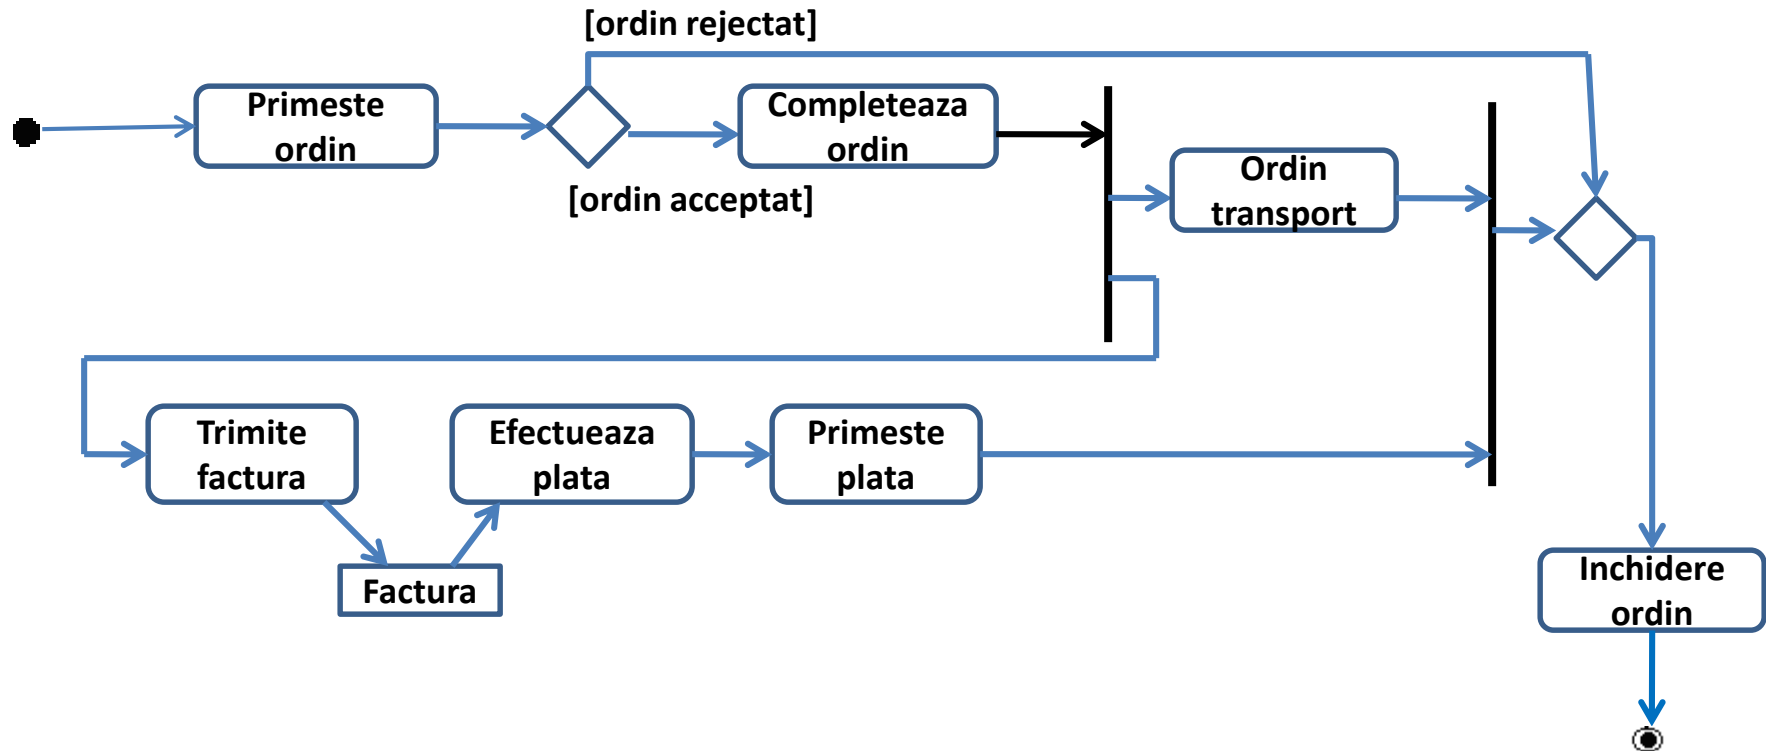 [ordin rejectat]
Primeste
ordin
Completeaza
ordin
[ordin acceptat]
Ordin
transport
Trimite
factura
Efectueaza
plata
Primeste
plata
Factura
Inchidere
ordin